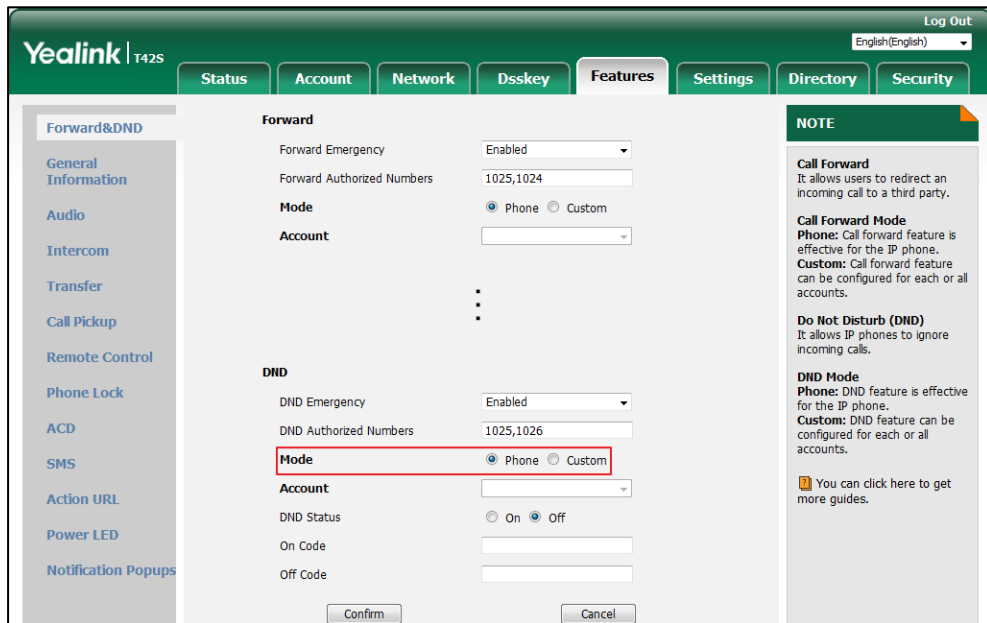 Log Out
Yealink T42S
English(English)
Status Account Network Dsskey Features Settings Directory Security
Forward&DND
General
Information
Audio
Intercom
Transfer
Call Pickup
Remote Control
Phone Lock
ACD
SMS
Action URL
Power LED
Notification Popups
Forward
Forward Emergency Enabled
Forward Authorized Numbers 1025,1024
Mode Phone Custom
Account
DND
DND Emergency Enabled
DND Authorized Numbers 1025,1026
Mode Phone Custom
Account
DND Status On Off
On Code
Off Code
Confirm Cancel
NOTE
Call Forward
It allows users to redirect an
incoming call to a third party.
Call Forward Mode
Phone: Call forward feature is
effective for the IP phone.
Custom: Call forward feature
can be configured for each or all
accounts.
Do Not Disturb (DND)
It allows IP phones to ignore
incoming calls.
DND Mode
Phone: DND feature is effective
for the IP phone.
Custom: DND feature can be
configured for each or all
accounts.
? You can click here to get
more guides.